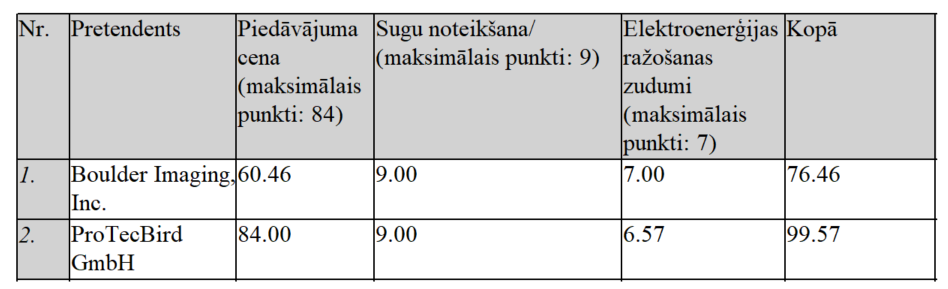 Nr. Pretendents Piedāvājuma cena (maksimālais punkti: 84) Sugu noteikšana/ (maksimālais punkti: 9) Elektroenerģijas ražošanas zudumi (maksimālais punkti: 7) Kopā
1. Boulder Imaging, Inc. 60.46 9.00 7.00 76.46
2. ProTecBird GmbH 84.00 9.00 6.57 99.57